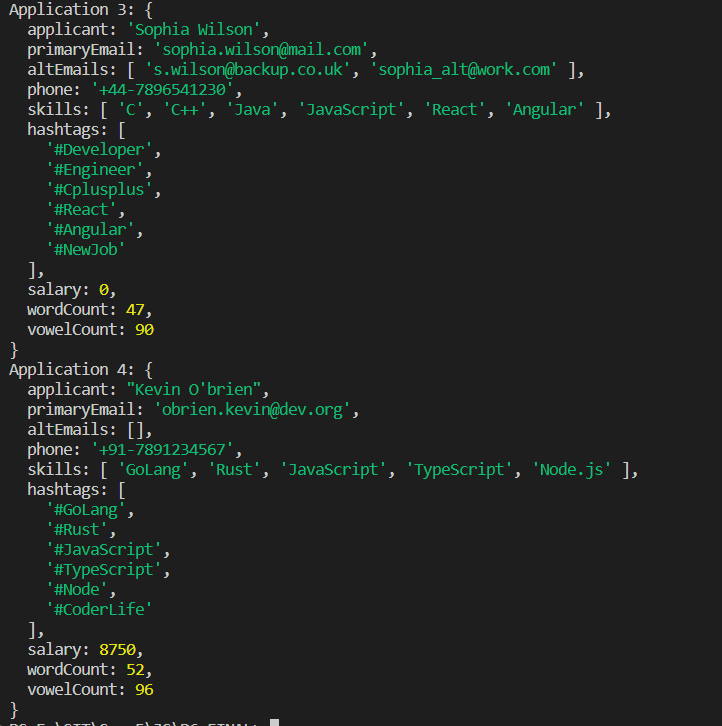 Application 3: {
  applicant: 'Sophia Wilson',
  primaryEmail: 'sophia.wilson@mail.com',
  altEmails: [ 's.wilson@backup.co.uk', 'sophia_alt@work.com' ],
  phone: '+44-7896541230',
  skills: [ 'C', 'C++', 'Java', 'JavaScript', 'React', 'Angular' ],
  hashtags: [
    '#Developer',
    '#Engineer',
    '#Cplusplus',
    '#React',
    '#Angular',
    '#NewJob'
  ],
  salary: 0,
  wordCount: 47,
  vowelCount: 90
}
Application 4: {
  applicant: "Kevin O'brien",
  primaryEmail: 'obrien.kevin@dev.org',
  altEmails: [],
  phone: '+91-7891234567',
  skills: [ 'GoLang', 'Rust', 'JavaScript', 'TypeScript', 'Node.js' ],
  hashtags: [
    '#GoLang',
    '#Rust',
    '#JavaScript',
    '#TypeScript',
    '#Node',
    '#CoderLife'
  ],
  salary: 8750,
  wordCount: 52,
  vowelCount: 96
}